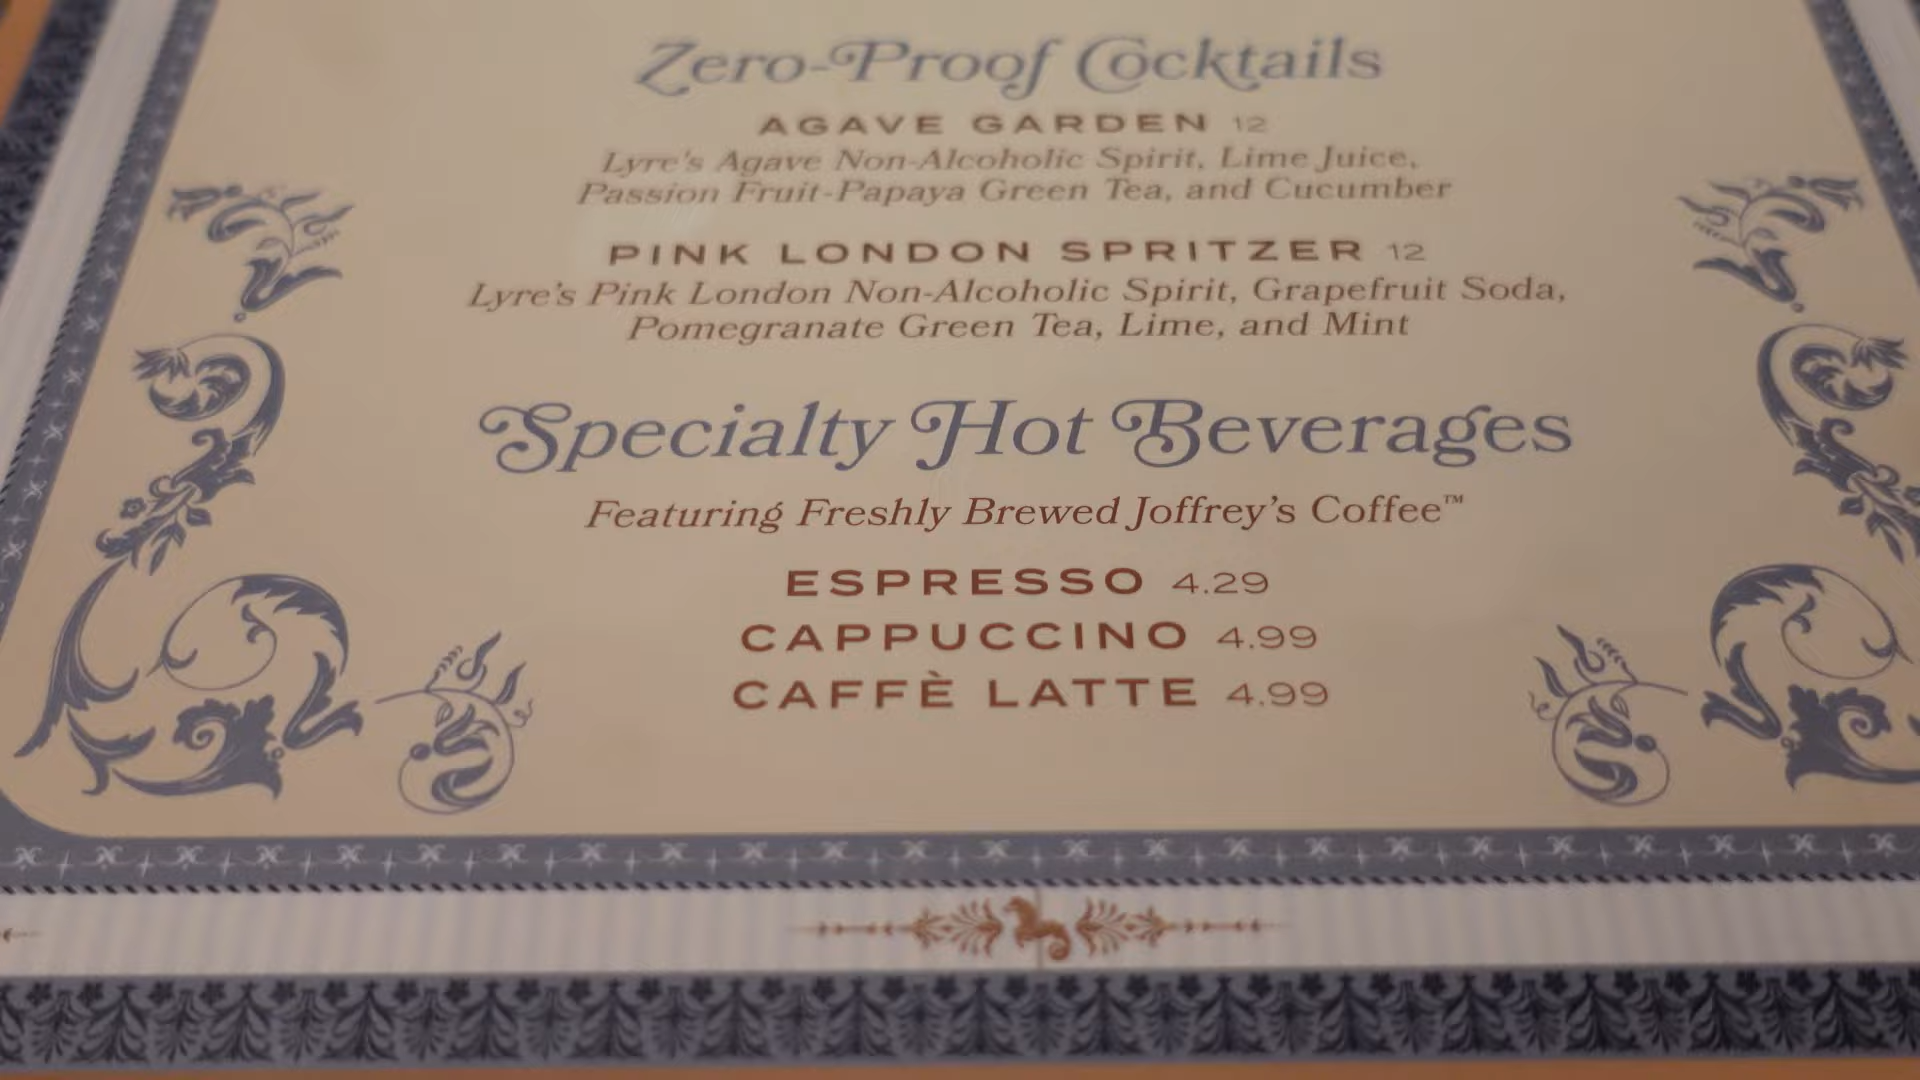 Zero-Proof Cocktails
AGAVE GARDEN 12
Lyre's Agave Non-Alcoholic Spirit, Lime Juice,
Passion Fruit-Papaya Green Tea, and Cucumber
PINK LONDON SPRITZER 12
Lyre's Pink London Non-Alcoholic Spirit, Grapefruit Soda,
Pomegranate Green Tea, Lime, and Mint
Specialty Hot Beverages
Featuring Freshly Brewed Joffrey's Coffee™
ESPRESSO 4.29
CAPPUCCINO 4.99
CAFFÈ LATTE 4.99